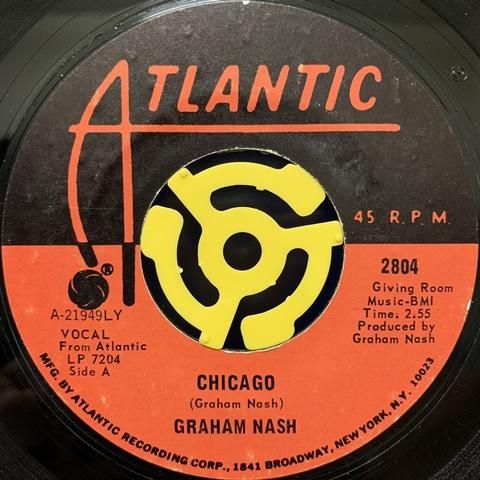 ATLANTIC
45 R.P.M.
®
A-21949LY
VOCAL
From Atlantic
LP 7204
Side A
2804
Giving Room
Music-BMI
Time: 2.55
Produced by
Graham Nash
CHICAGO
(Graham Nash)
GRAHAM NASH
MFG. BY ATLANTIC RECORDING CORP., 1841 BROADWAY, NEW YORK, N.Y. 10023